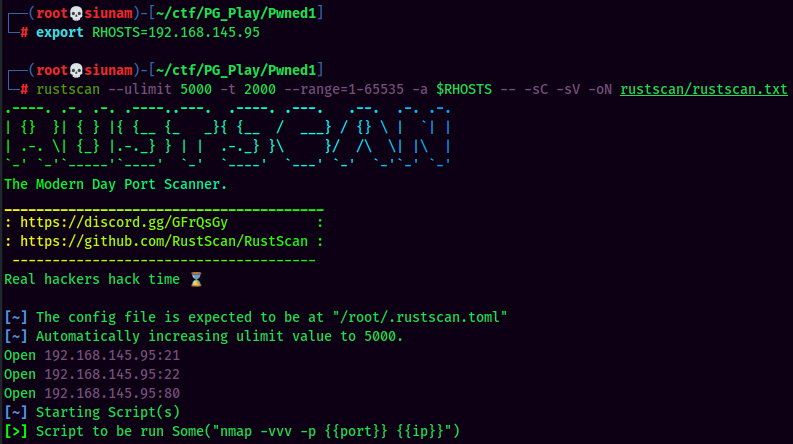 ┌──(root💀siunam)-[~/ctf/PG_Play/Pwned1]
└─# export RHOSTS=192.168.145.95
┌──(root💀siunam)-[~/ctf/PG_Play/Pwned1]
└─# rustscan --ulimit 5000 -t 2000 --range=1-65535 -a $RHOSTS -- -sC -sV -oN rustscan/rustscan.txt
.----. .-. .-. .----..---.  .----. .---.   .--.  .-. .-.
| {}  }| { } |{ {__ {_   _}{ {__  /  ___} / {} \ |  `| |
| .-. \| {_} |.-._} } | |  .-._} }\     }/  /\  \| |\  |
`-' `-'`-----'`----'  `-'  `----'  `---' `-'  `-'`-' `-'
The Modern Day Port Scanner.
________________________________________
: https://discord.gg/GFrQsGy           :
: https://github.com/RustScan/RustScan :
 --------------------------------------
Real hackers hack time ⌛
[~] The config file is expected to be at "/root/.rustscan.toml"
[~] Automatically increasing ulimit value to 5000.
Open 192.168.145.95:21
Open 192.168.145.95:22
Open 192.168.145.95:80
[~] Starting Script(s)
[>] Script to be run Some("nmap -vvv -p {{port}} {{ip}}")